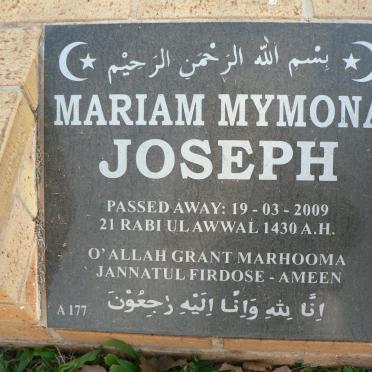 بِسْمِ اللهِ الرَّحْمٰنِ الرَّحِيْمِ
MARIAM MYMONA
JOSEPH
PASSED AWAY: 19 - 03 - 2009
21 RABI UL AWWAL 1430 A.H.
O'ALLAH GRANT MARHOOMA
JANNATUL FIRDOSE - AMEEN
A 177
اِنَّا لِلّٰهِ وَاِنَّا اِلَيْهِ رٰجِعُوْنَ